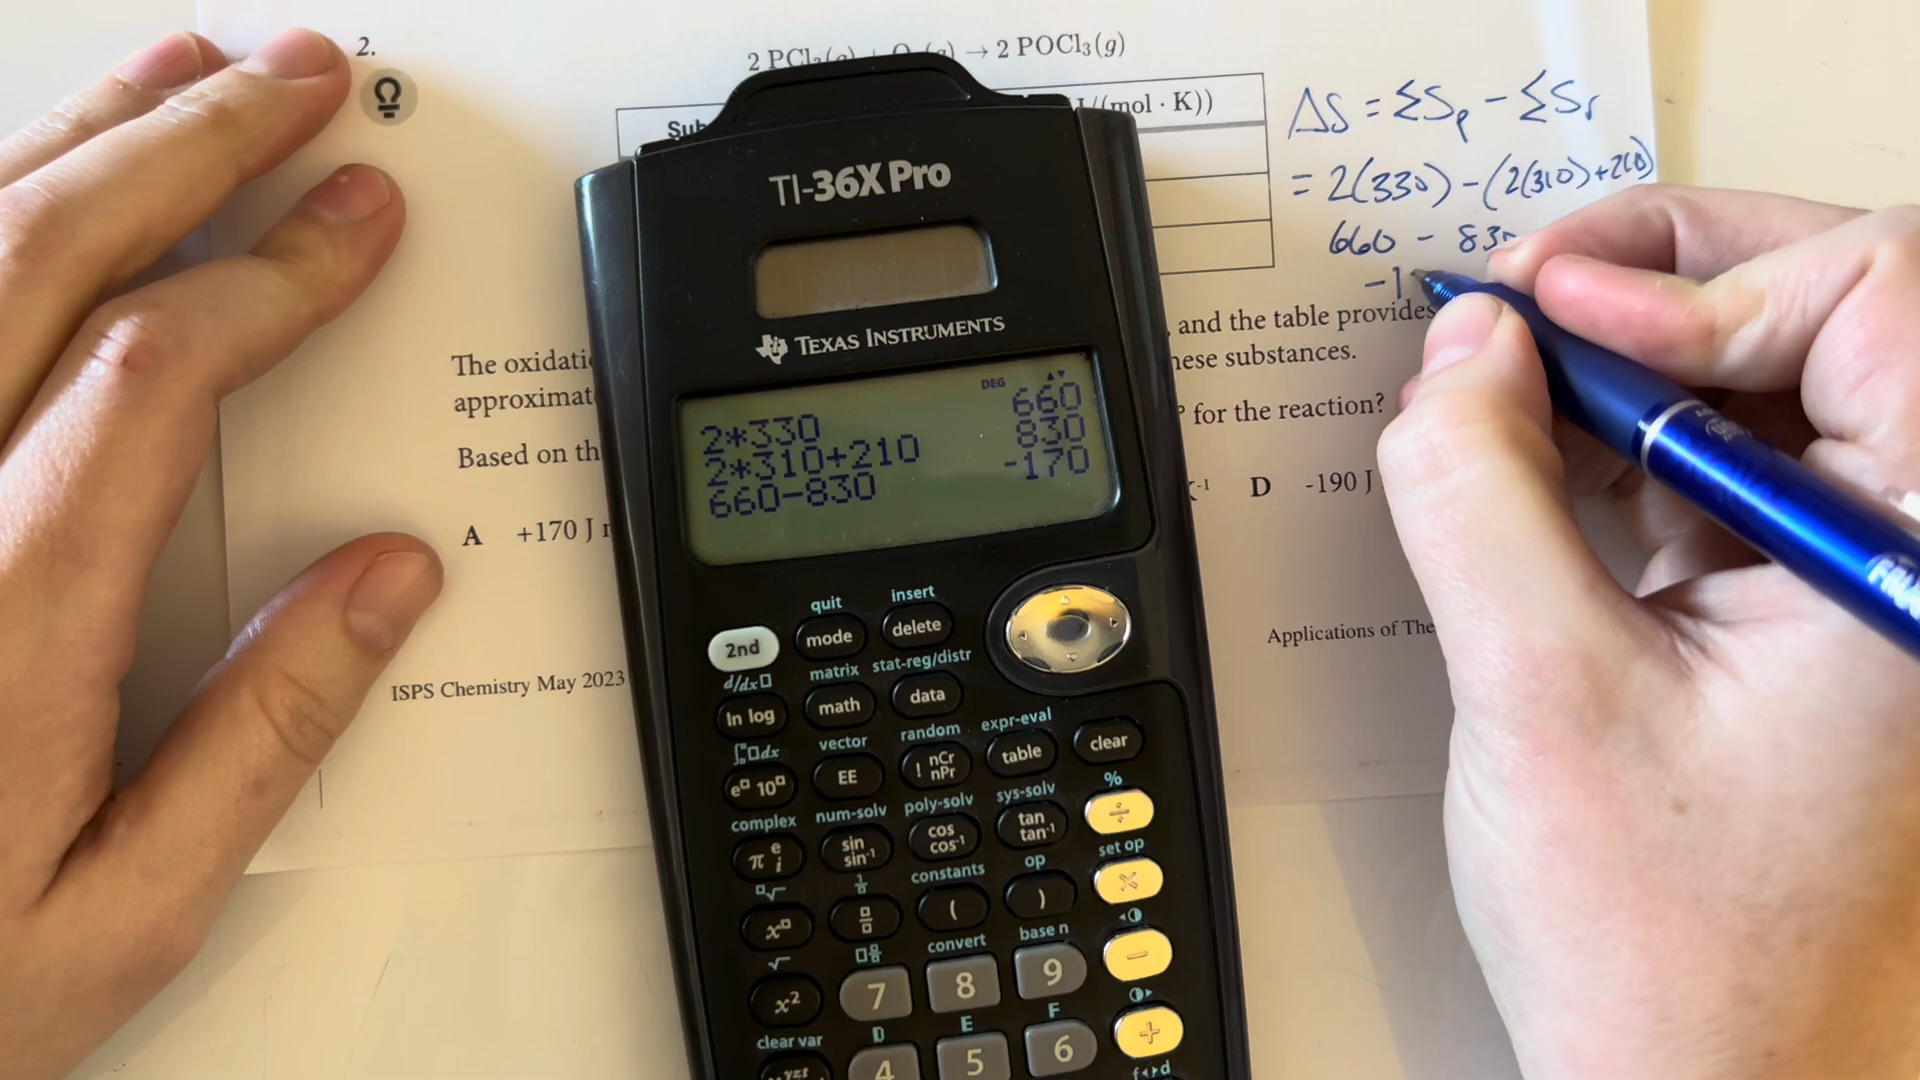 2.
2 PCl₃(g) + O₂(g) → 2 POCl₃(g)
Sub
J/(mol · K))
ΔS = ΣSp − ΣSr
= 2(330) − (2(310)+210)
660 − 830
−1
TI-36X Pro
TEXAS INSTRUMENTS
The oxidati
, and the table provides
approximat
hese substances.
Based on th
for the reaction?
A +170 J
K⁻¹ D -190 J
ISPS Chemistry May 2023
Applications of The
DEG
2*330 660
2*310+210 830
660-830 -170
quit insert
2nd mode delete
d/dx□ matrix stat-reg/distr
ln log math data
∫□dx vector random expr-eval
e□ 10□ EE ! nCr nPr table clear
complex num-solv poly-solv sys-solv %
π e i sin sin-1 cos cos-1 tan tan-1 ÷
□√ constants op set op
x□ □/□ ( ) ×
√ convert base n
x² 7 8 9 −
clear var D E F
yzt 4 5 6 +
f◂▸d